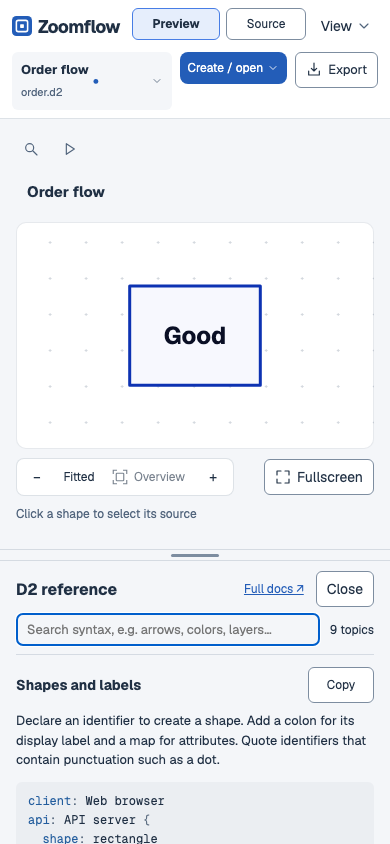 Zoomflow
Preview
Source
View
Order flow
order.d2
Create / open
Export
Order flow
Good
− Fitted Overview +
Fullscreen
Click a shape to select its source
D2 reference
Full docs ↗
Close
Search syntax, e.g. arrows, colors, layers…
9 topics
Shapes and labels
Copy
Declare an identifier to create a shape. Add a colon for its
display label and a map for attributes. Quote identifiers that
contain punctuation such as a dot.
client: Web browser
api: API server {
  shape: rectangle